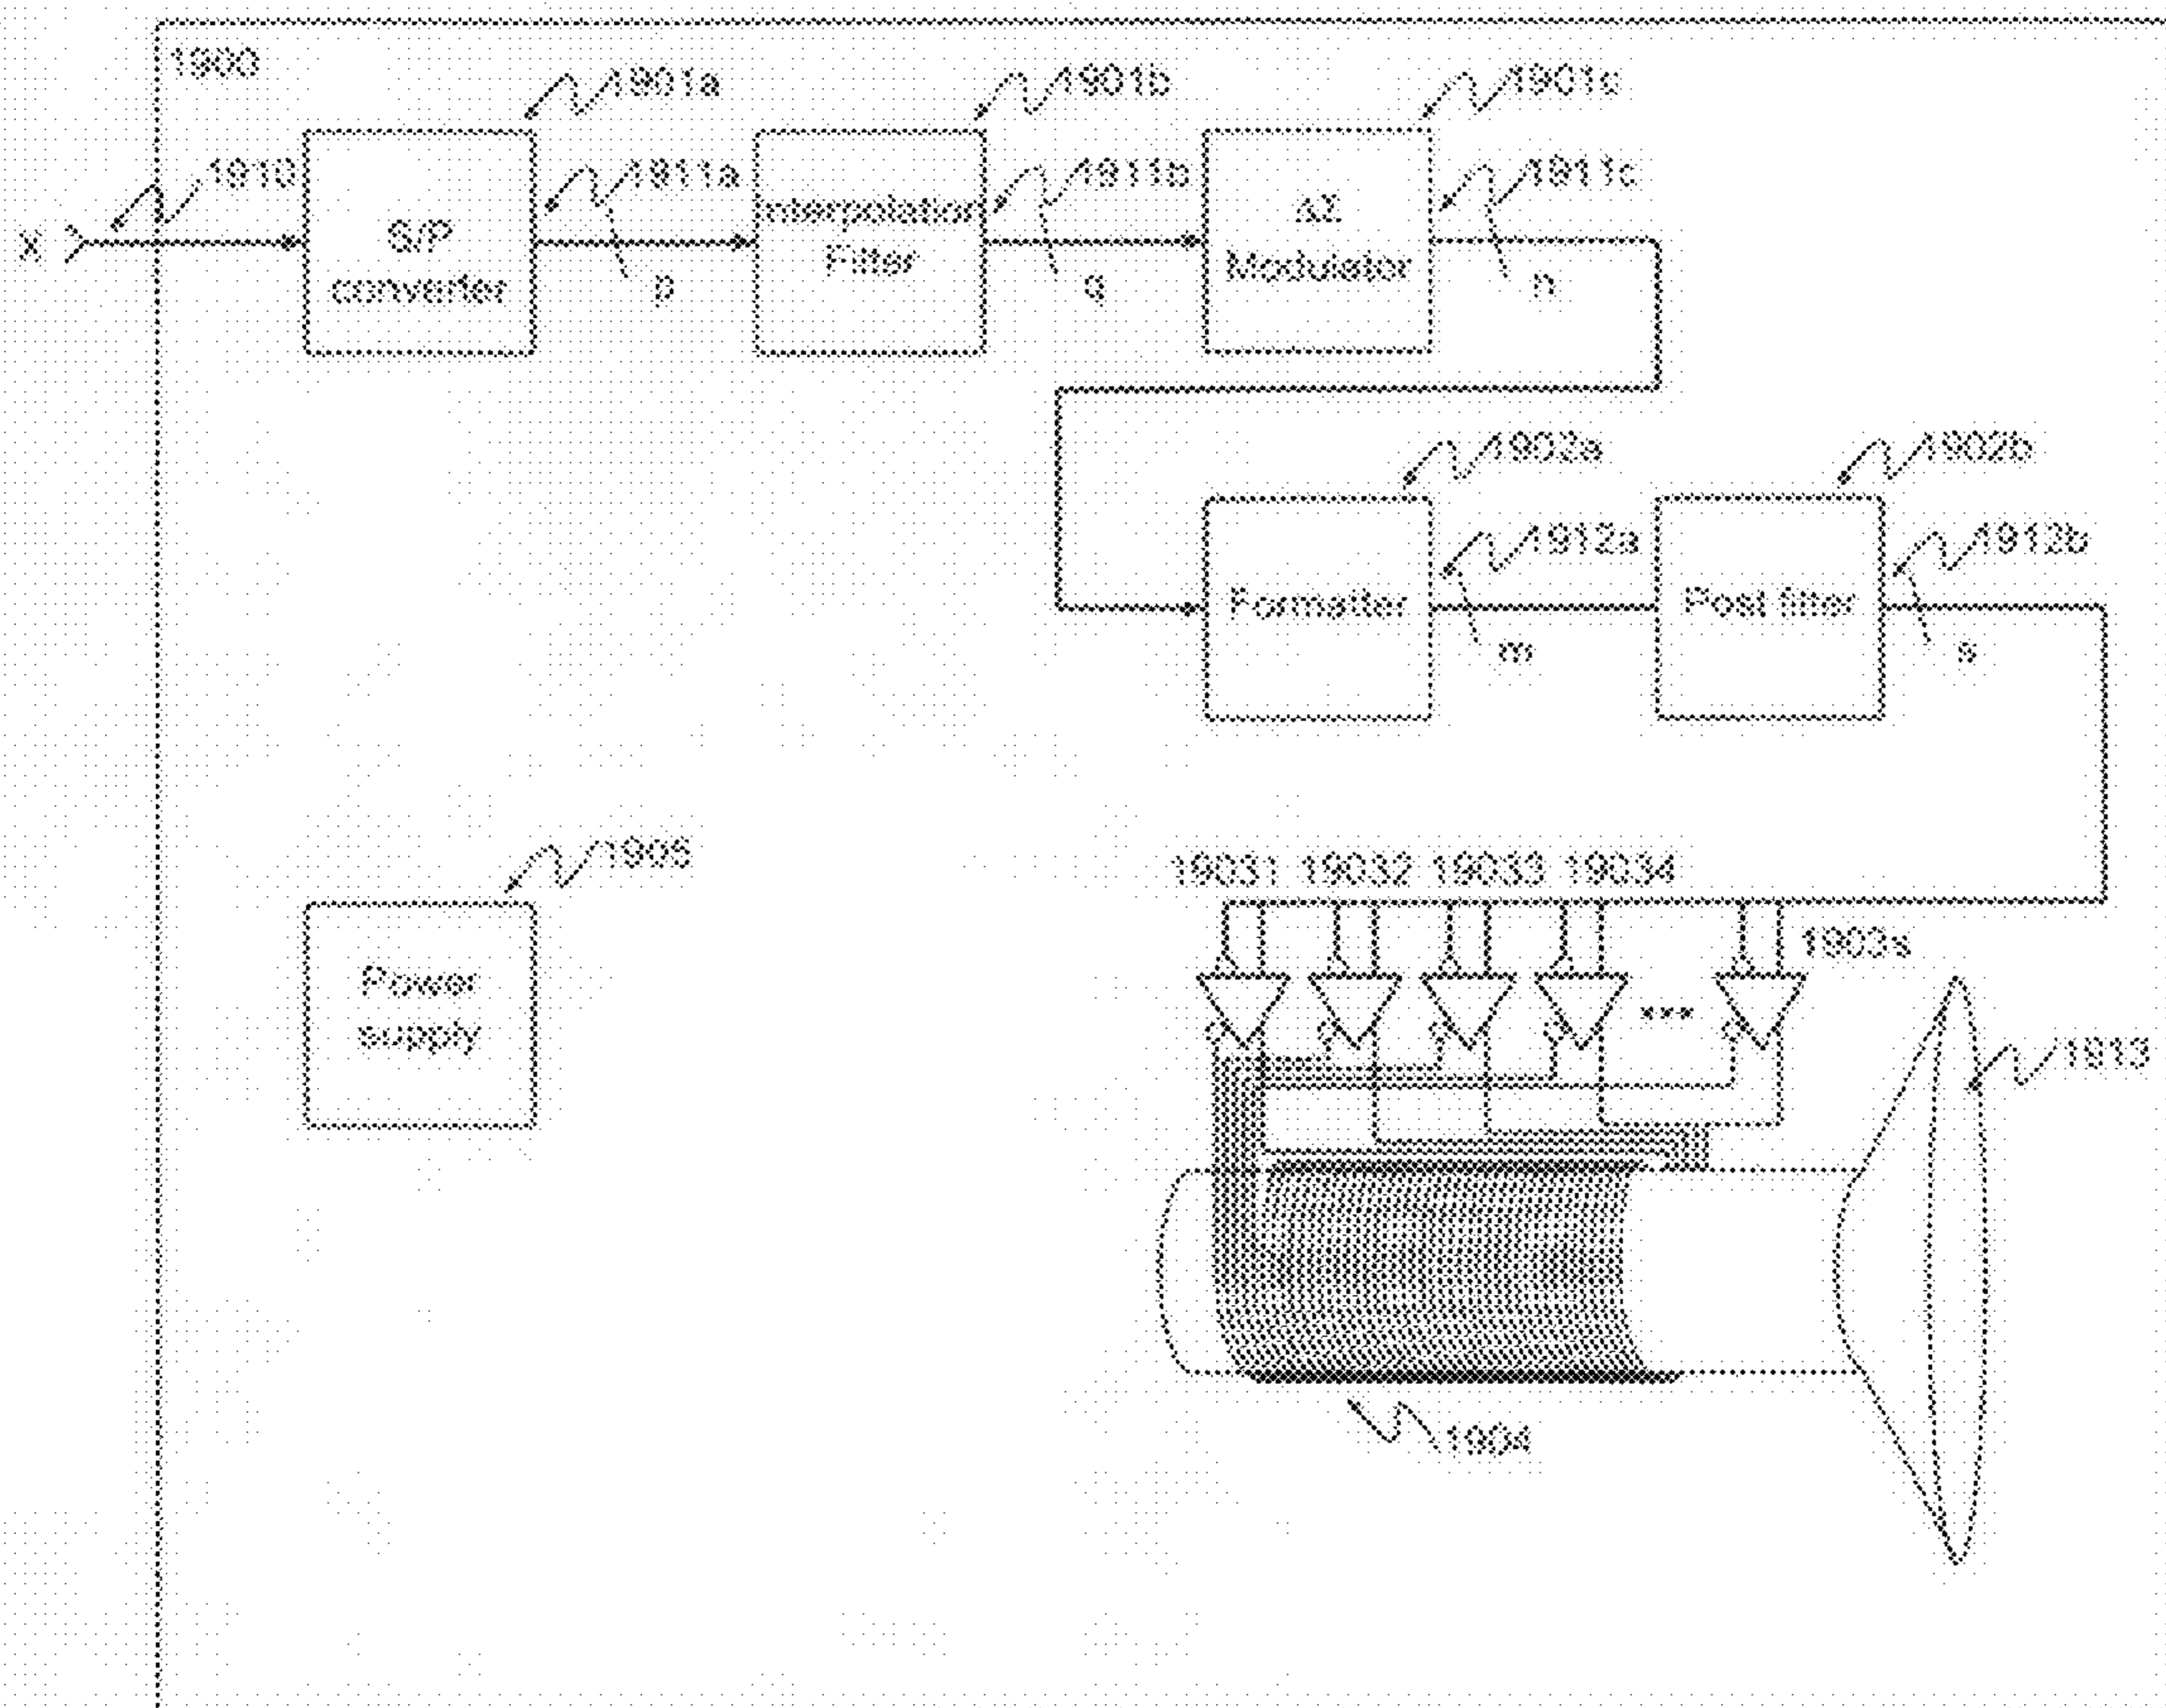 1900
1901a
1901b
1901c
1910
1911a
1911b
1911c
X
S/P
converter
Interpolation
Filter
ΔΣ
Modulator
p
q
n
1902a
1902b
1912a
1912b
Formatter
Post filter
m
s
1905
19031 19032 19033 19034
1903s
Power
supply
...
1913
1904